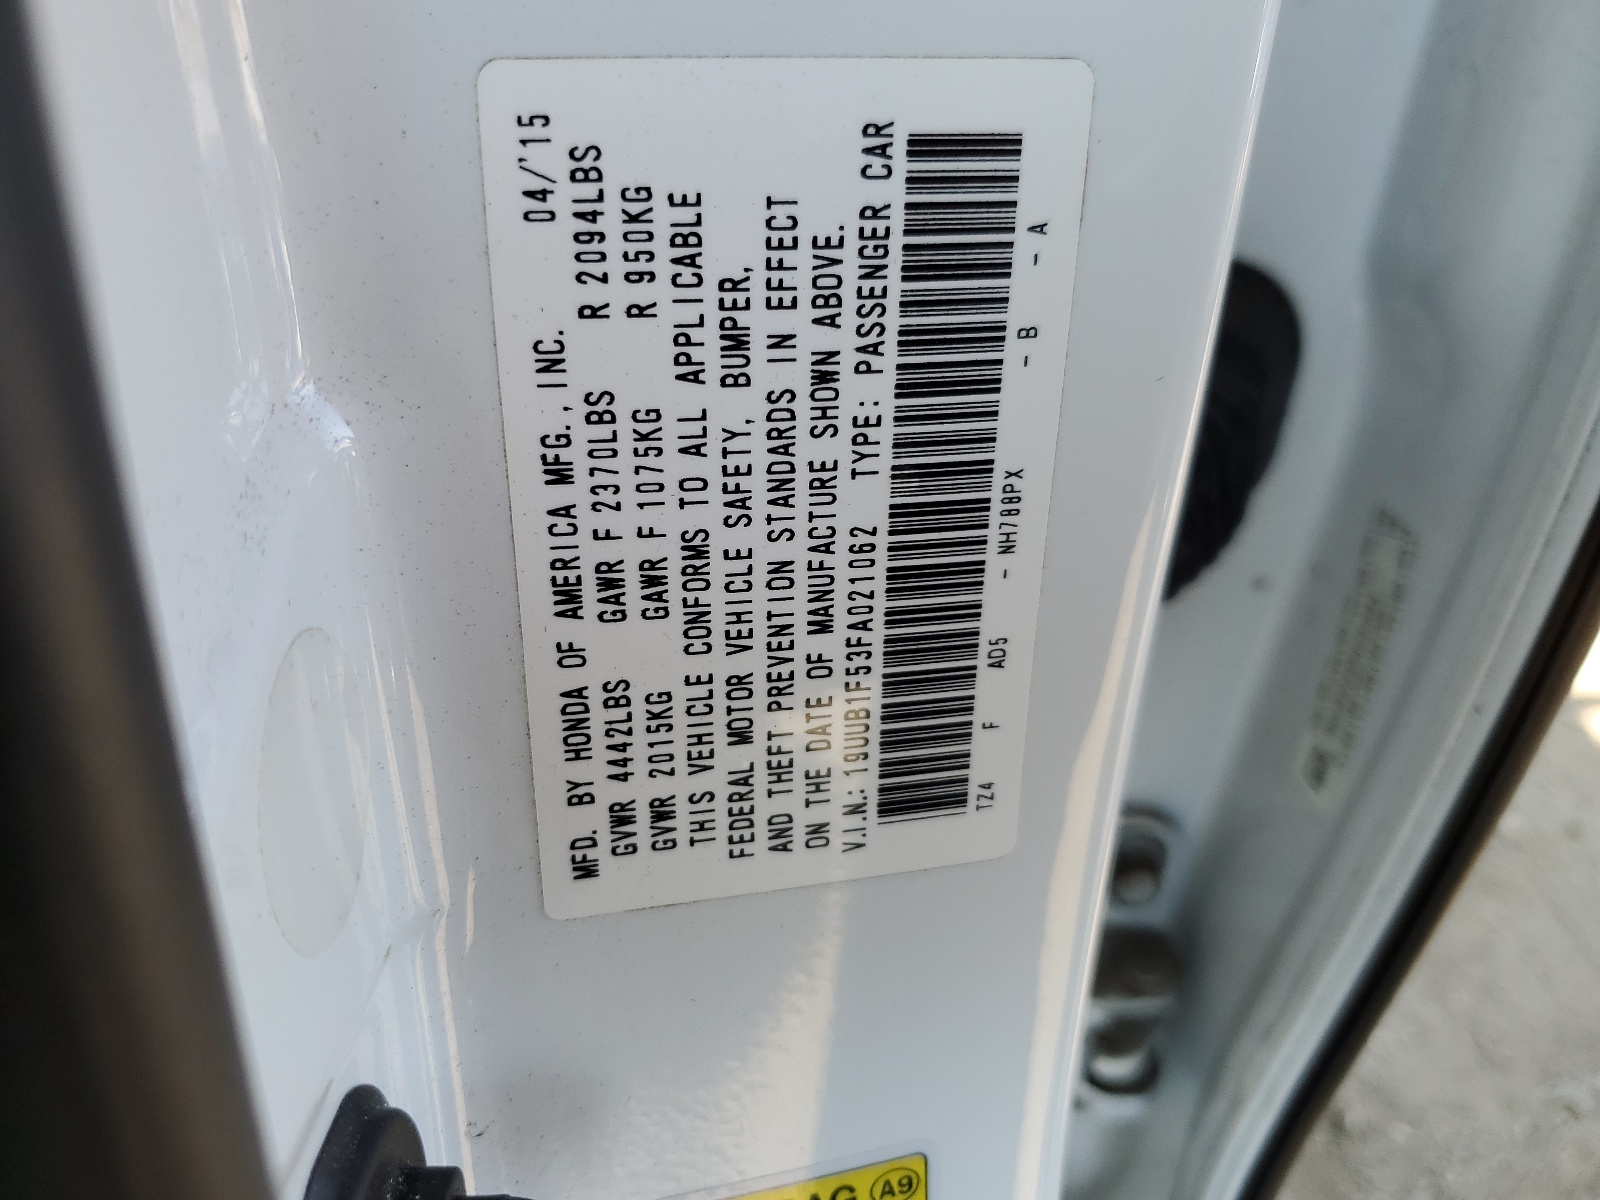 MFD. BY HONDA OF AMERICA MFG., INC. 04/'15
GVWR 4442LBS GAWR F 2370LBS R 2094LBS
GVWR 2015KG GAWR F 1075KG R 950KG
THIS VEHICLE CONFORMS TO ALL APPLICABLE
FEDERAL MOTOR VEHICLE SAFETY, BUMPER,
AND THEFT PREVENTION STANDARDS IN EFFECT
ON THE DATE OF MANUFACTURE SHOWN ABOVE.
V.I.N.: 19UUB1F53FA021062 TYPE: PASSENGER CAR
TZ4 F AD5 - NH788PX - B - A
A9